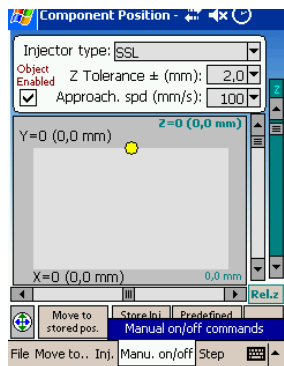 Component Position -
Injector type: SSL
Object Enabled
Z Tolerance ± (mm): 2,0
Approach. spd (mm/s): 100
Z
Z=0 (0,0 mm)
Y=0 (0,0 mm)
X=0 (0,0 mm)
0,0 mm
Rel.z
Move to stored pos.
Store Inj Predefined
Manual on/off commands
File Move to.. Inj. Manu. on/off Step